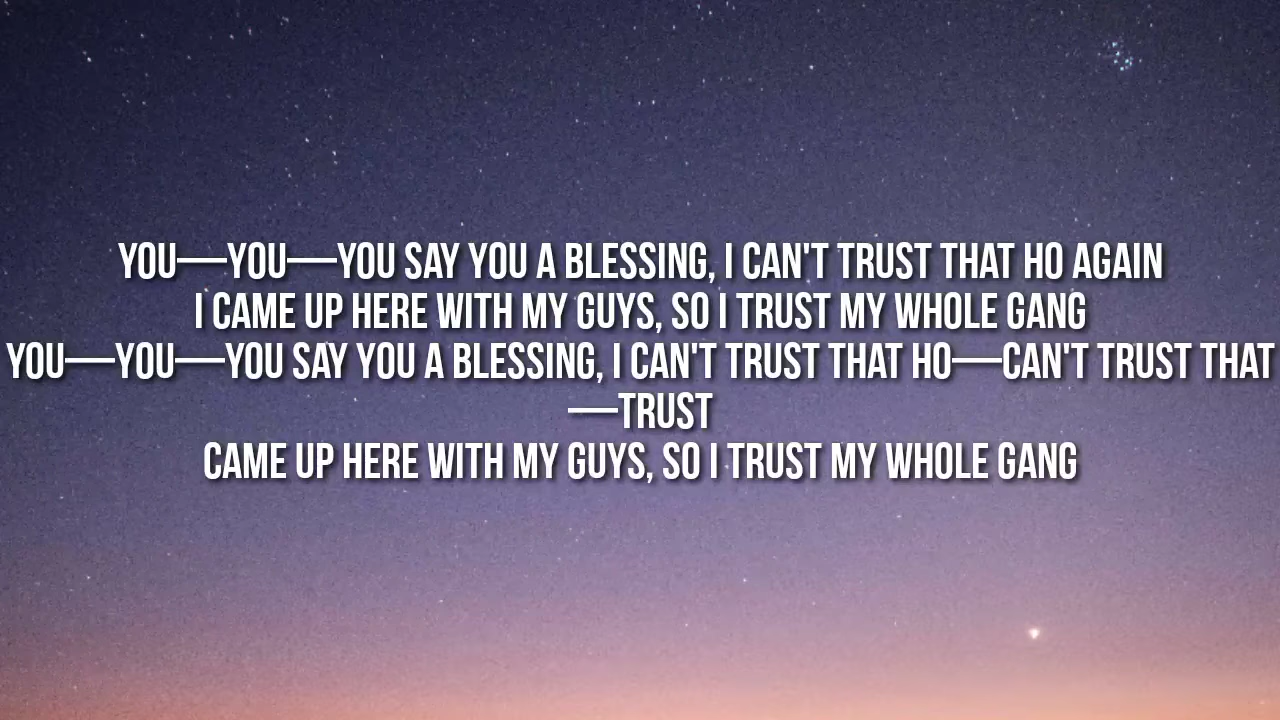 YOU—YOU—YOU SAY YOU A BLESSING, I CAN'T TRUST THAT HO AGAIN
I CAME UP HERE WITH MY GUYS, SO I TRUST MY WHOLE GANG
YOU—YOU—YOU SAY YOU A BLESSING, I CAN'T TRUST THAT HO—CAN'T TRUST THAT
—TRUST
CAME UP HERE WITH MY GUYS, SO I TRUST MY WHOLE GANG